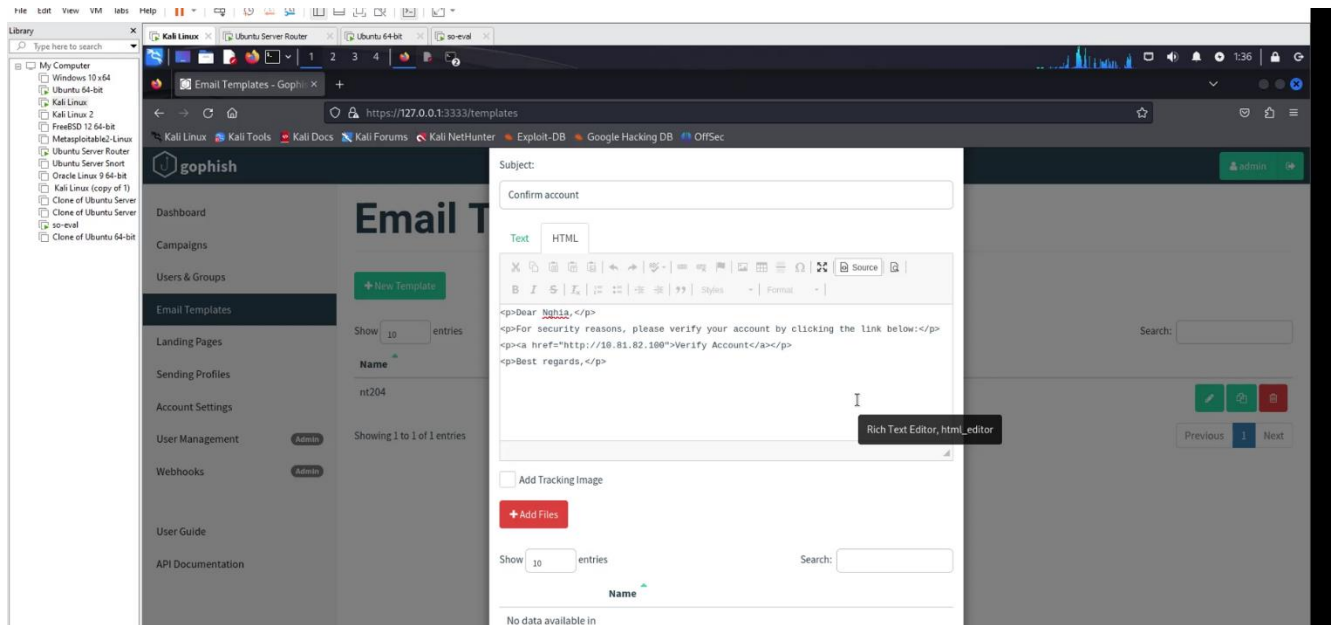 File Edit View VM Tabs Help
Library
Type here to search
My Computer
Windows 10 x64
Ubuntu 64-bit
Kali Linux
Kali Linux 2
FreeBSD 12 64-bit
Metasploitable2-Linux
Ubuntu Server Router
Ubuntu Server Snort
Oracle Linux 9 64-bit
Kali Linux (copy of 1)
Clone of Ubuntu Server
Clone of Ubuntu Server
so-eval
Clone of Ubuntu 64-bit
Kali Linux Ubuntu Server Router Ubuntu 64-bit so-eval
1 2 3 4 1:36
Email Templates - Gophis
https://127.0.0.1:3333/templates
Kali Linux Kali Tools Kali Docs Kali Forums Kali NetHunter Exploit-DB Google Hacking DB OffSec
gophish
admin
Dashboard
Campaigns
Users & Groups
Email Templates
Landing Pages
Sending Profiles
Account Settings
User Management Admin
Webhooks Admin
User Guide
API Documentation
Email T
New Template
Show 10 entries
Search:
Name
nt204
Showing 1 to 1 of 1 entries
Previous 1 Next
Subject:
Confirm account
Text HTML
Source
Styles Format
<p>Dear Nghia,</p>
<p>For security reasons, please verify your account by clicking the link below:</p>
<p><a href="http://10.81.82.100">Verify Account</a></p>
<p>Best regards,</p>
Rich Text Editor, html_editor
Add Tracking Image
+ Add Files
Show 10 entries Search:
Name
No data available in